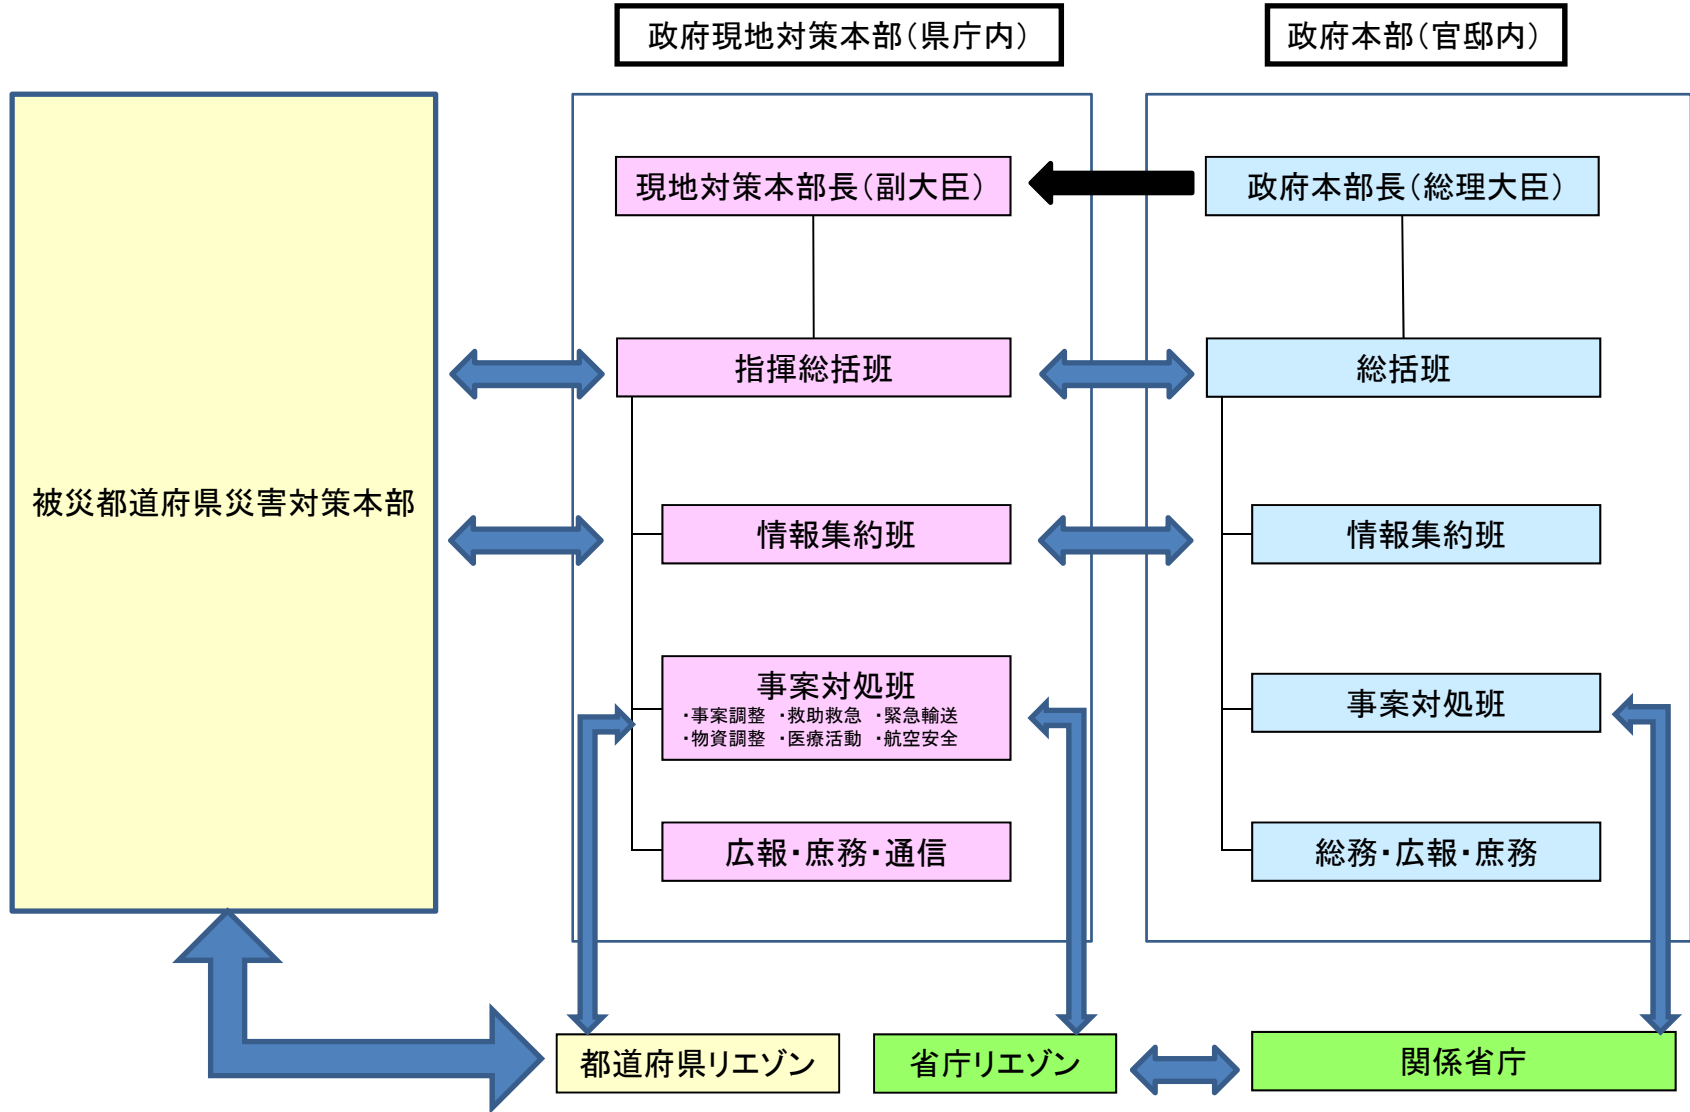 政府現地対策本部（県庁内）
政府本部（官邸内）
被災都道府県災害対策本部
現地対策本部長（副大臣）
指揮総括班
情報集約班
事案対処班
・事案調整 ・救助救急 ・緊急輸送
・物資調整 ・医療活動 ・航空安全
広報・庶務・通信
政府本部長（総理大臣）
総括班
情報集約班
事案対処班
総務・広報・庶務
都道府県リエゾン
省庁リエゾン
関係省庁